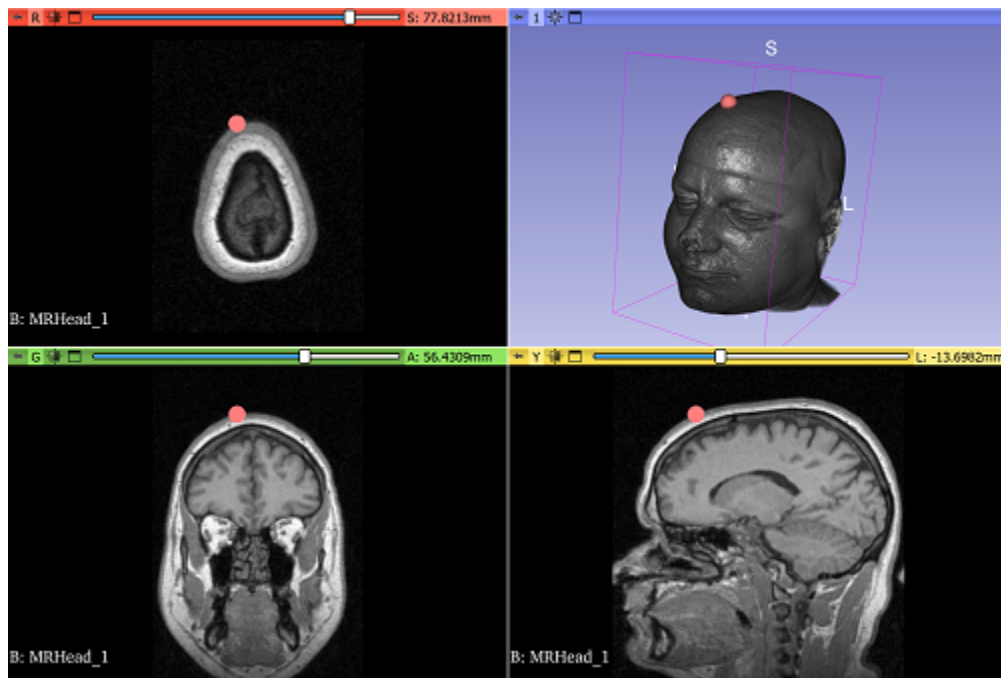 R S: 77.8213mm
1
S
L
B: MRHead_1
G A: 56.4309mm
Y L: -13.6982mm
B: MRHead_1
B: MRHead_1